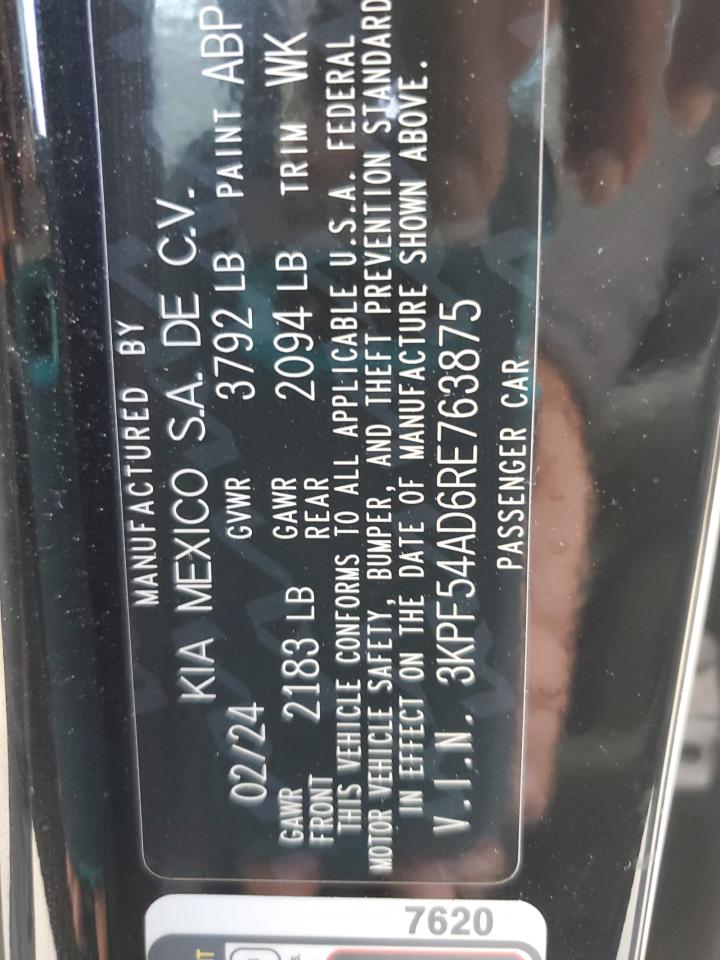 MANUFACTURED BY
KIA MEXICO S.A. DE C.V.
02/24 GVWR 3792 LB PAINT ABP
GAWR FRONT 2183 LB GAWR REAR 2094 LB TRIM WK
THIS VEHICLE CONFORMS TO ALL APPLICABLE U.S.A. FEDERAL
MOTOR VEHICLE SAFETY, BUMPER, AND THEFT PREVENTION STANDARD
IN EFFECT ON THE DATE OF MANUFACTURE SHOWN ABOVE.
V.I.N. 3KPF54AD6RE763875
PASSENGER CAR
7620